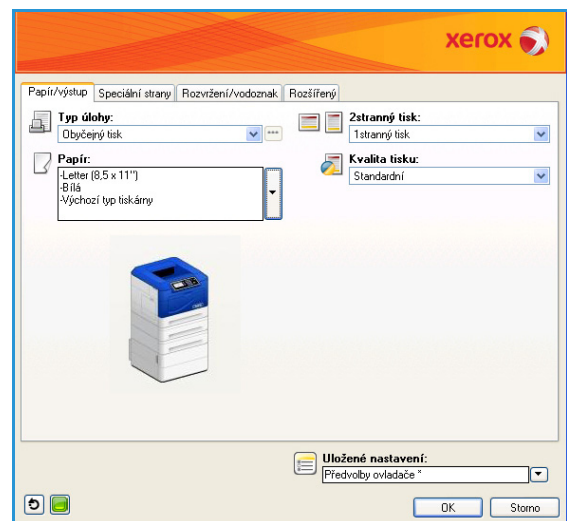 xerox
Papír/výstup Speciální strany Rozvržení/vodoznak Rozšířený
Typ úlohy:
Obyčejný tisk
2stranný tisk:
1stranný tisk
Papír:
-Letter (8,5 x 11'')
-Bílá
-Výchozí typ tiskárny
Kvalita tisku:
Standardní
Uložené nastavení:
Předvolby ovladače *
OK Storno